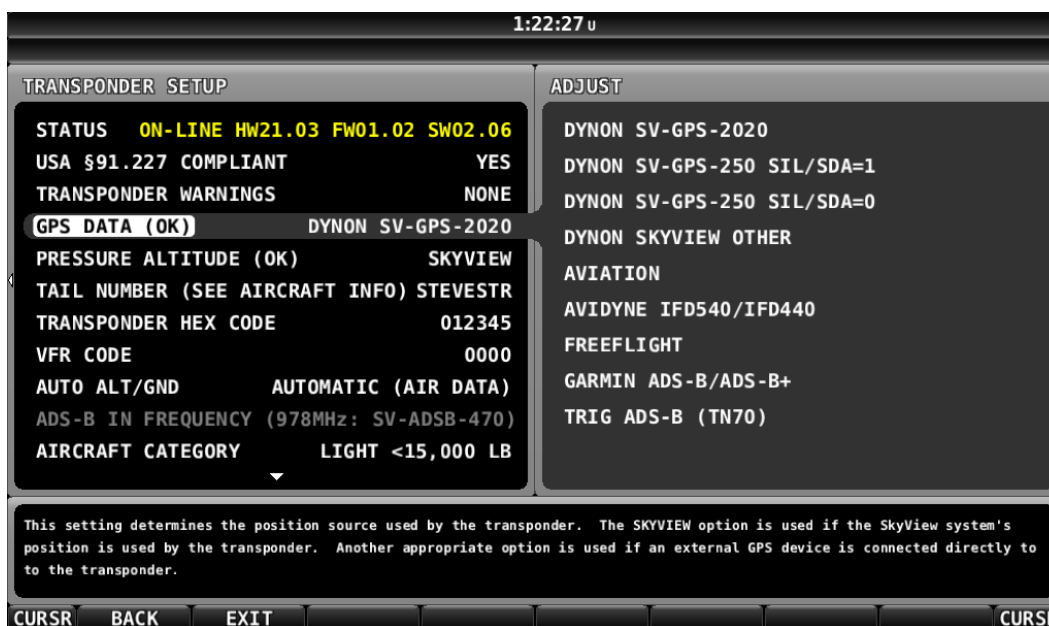 1:22:27 U
TRANSPONDER SETUP
STATUS ON-LINE HW21.03 FW01.02 SW02.06
USA §91.227 COMPLIANT YES
TRANSPONDER WARNINGS NONE
GPS DATA (OK) DYNON SV-GPS-2020
PRESSURE ALTITUDE (OK) SKYVIEW
TAIL NUMBER (SEE AIRCRAFT INFO) STEVESTR
TRANSPONDER HEX CODE 012345
VFR CODE 0000
AUTO ALT/GND AUTOMATIC (AIR DATA)
ADS-B IN FREQUENCY (978MHz: SV-ADSB-470)
AIRCRAFT CATEGORY LIGHT <15,000 LB
ADJUST
DYNON SV-GPS-2020
DYNON SV-GPS-250 SIL/SDA=1
DYNON SV-GPS-250 SIL/SDA=0
DYNON SKYVIEW OTHER
AVIATION
AVIDYNE IFD540/IFD440
FREEFLIGHT
GARMIN ADS-B/ADS-B+
TRIG ADS-B (TN70)
This setting determines the position source used by the transponder. The SKYVIEW option is used if the SkyView system's
position is used by the transponder. Another appropriate option is used if an external GPS device is connected directly to
to the transponder.
CURSR BACK EXIT CURS